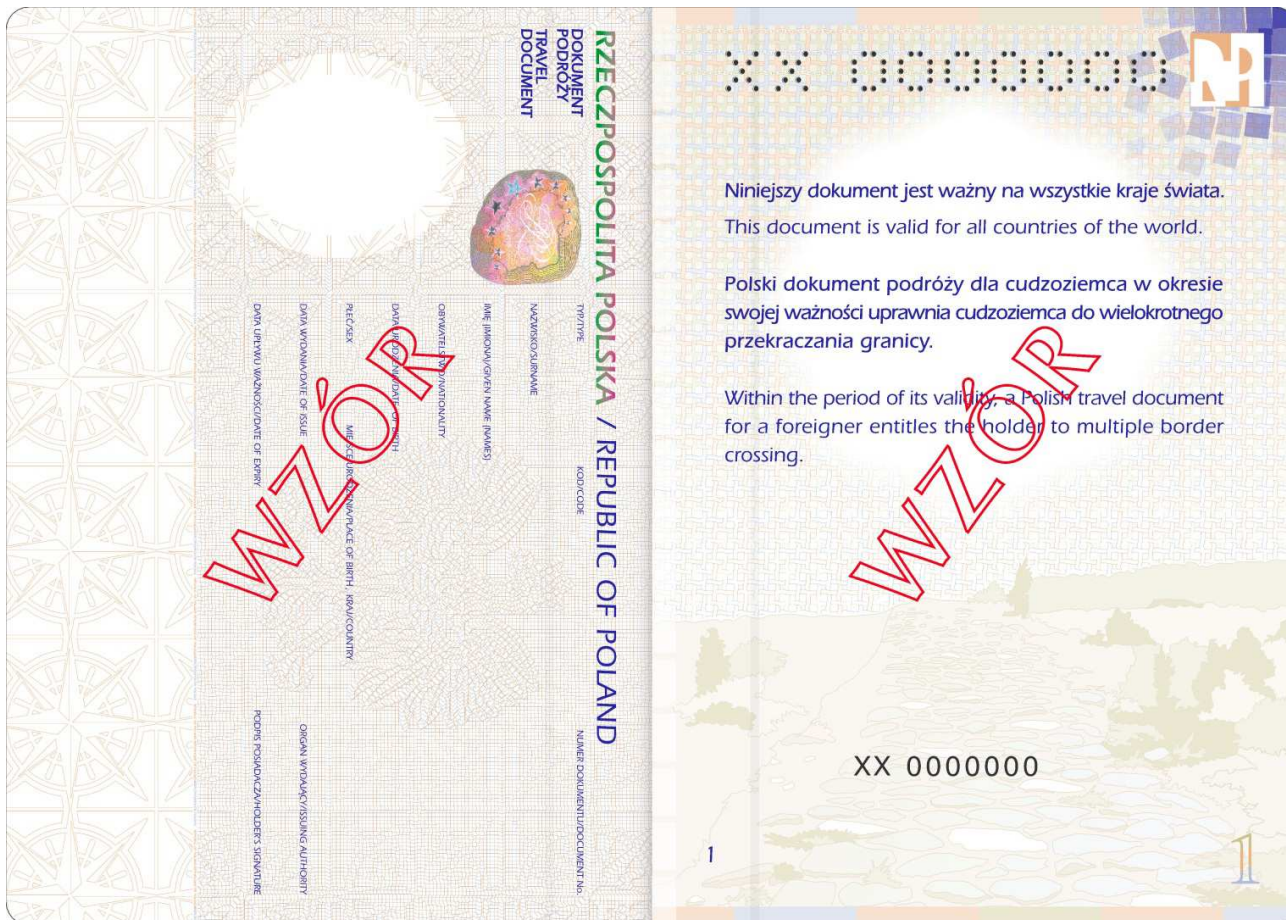 RZECZPOSPOLITA POLSKA / REPUBLIC OF POLAND
DOKUMENT
PODRÓŻY
TRAVEL
DOCUMENT
TYP/TYPE
KOD/CODE
NUMER DOKUMENTU/DOCUMENT No.
NAZWISKO/SURNAME
IMIĘ (IMIONA)/GIVEN NAME (NAMES)
OBYWATELSTWO/NATIONALITY
DATA URODZENIA/DATE OF BIRTH
PŁEĆ/SEX
MIEJSCE URODZENIA/PLACE OF BIRTH, KRAJ/COUNTRY
DATA WYDANIA/DATE OF ISSUE
ORGAN WYDAJĄCY/ISSUING AUTHORITY
DATA UPŁYWU WAŻNOŚCI/DATE OF EXPIRY
PODPIS POSIADACZA/HOLDER'S SIGNATURE
WZÓR
XX 0000000
Niniejszy dokument jest ważny na wszystkie kraje świata.
This document is valid for all countries of the world.
Polski dokument podróży dla cudzoziemca w okresie
swojej ważności uprawnia cudzoziemca do wielokrotnego
przekraczania granicy.
Within the period of its validity, a Polish travel document
for a foreigner entitles the holder to multiple border
crossing.
WZÓR
XX 0000000
1
1